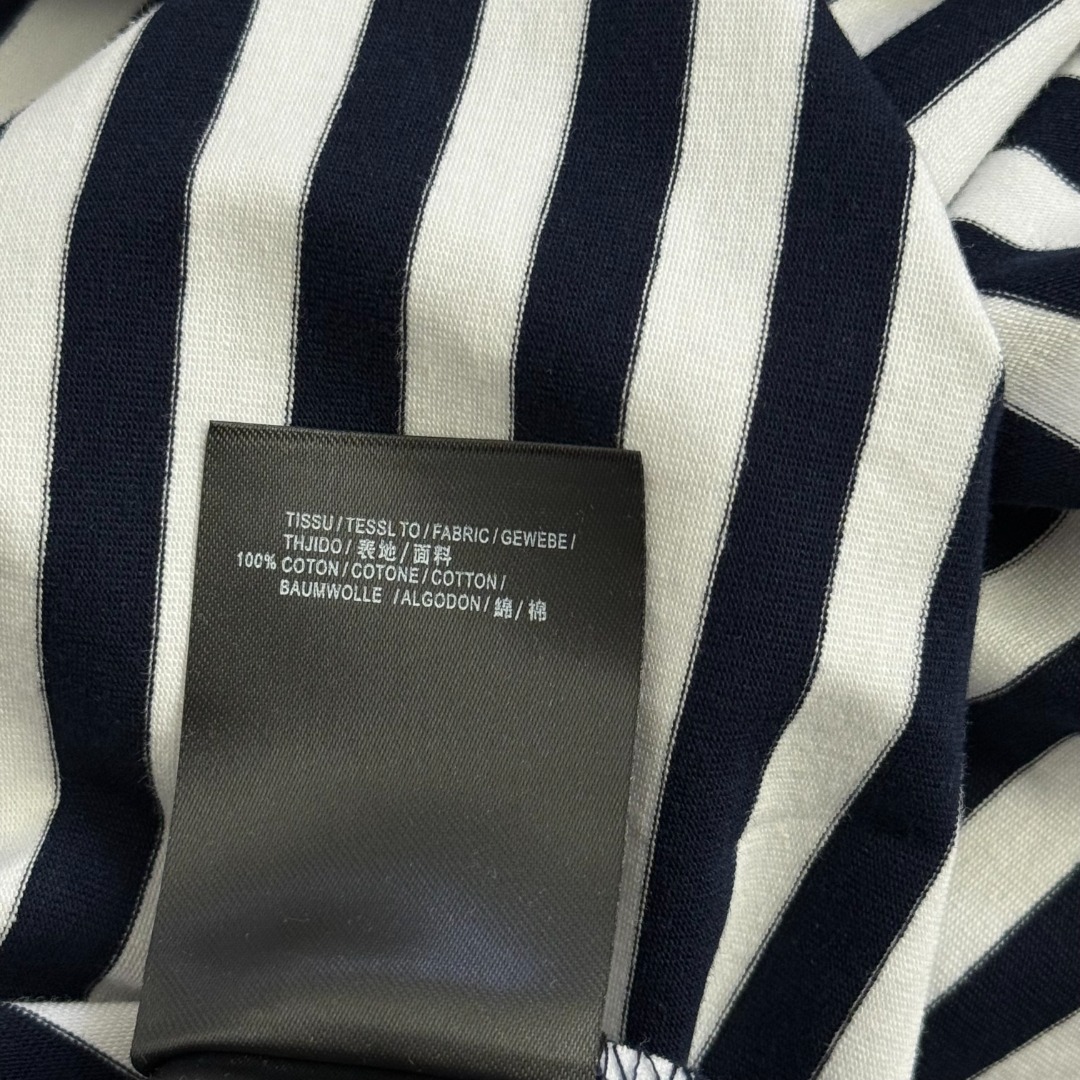 TISSU / TESSL TO / FABRIC / GEWEBE /
THJIDO / 表地 / 面料
100% COTON / COTONE / COTTON /
BAUMWOLLE / ALGODON / 綿 / 棉